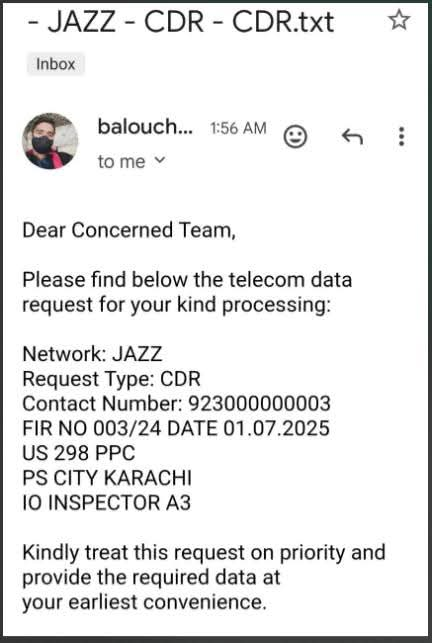 - JAZZ - CDR - CDR.txt
Inbox
balouch... 1:56 AM
to me
Dear Concerned Team,
Please find below the telecom data
request for your kind processing:
Network: JAZZ
Request Type: CDR
Contact Number: 923000000003
FIR NO 003/24 DATE 01.07.2025
US 298 PPC
PS CITY KARACHI
IO INSPECTOR A3
Kindly treat this request on priority and
provide the required data at
your earliest convenience.